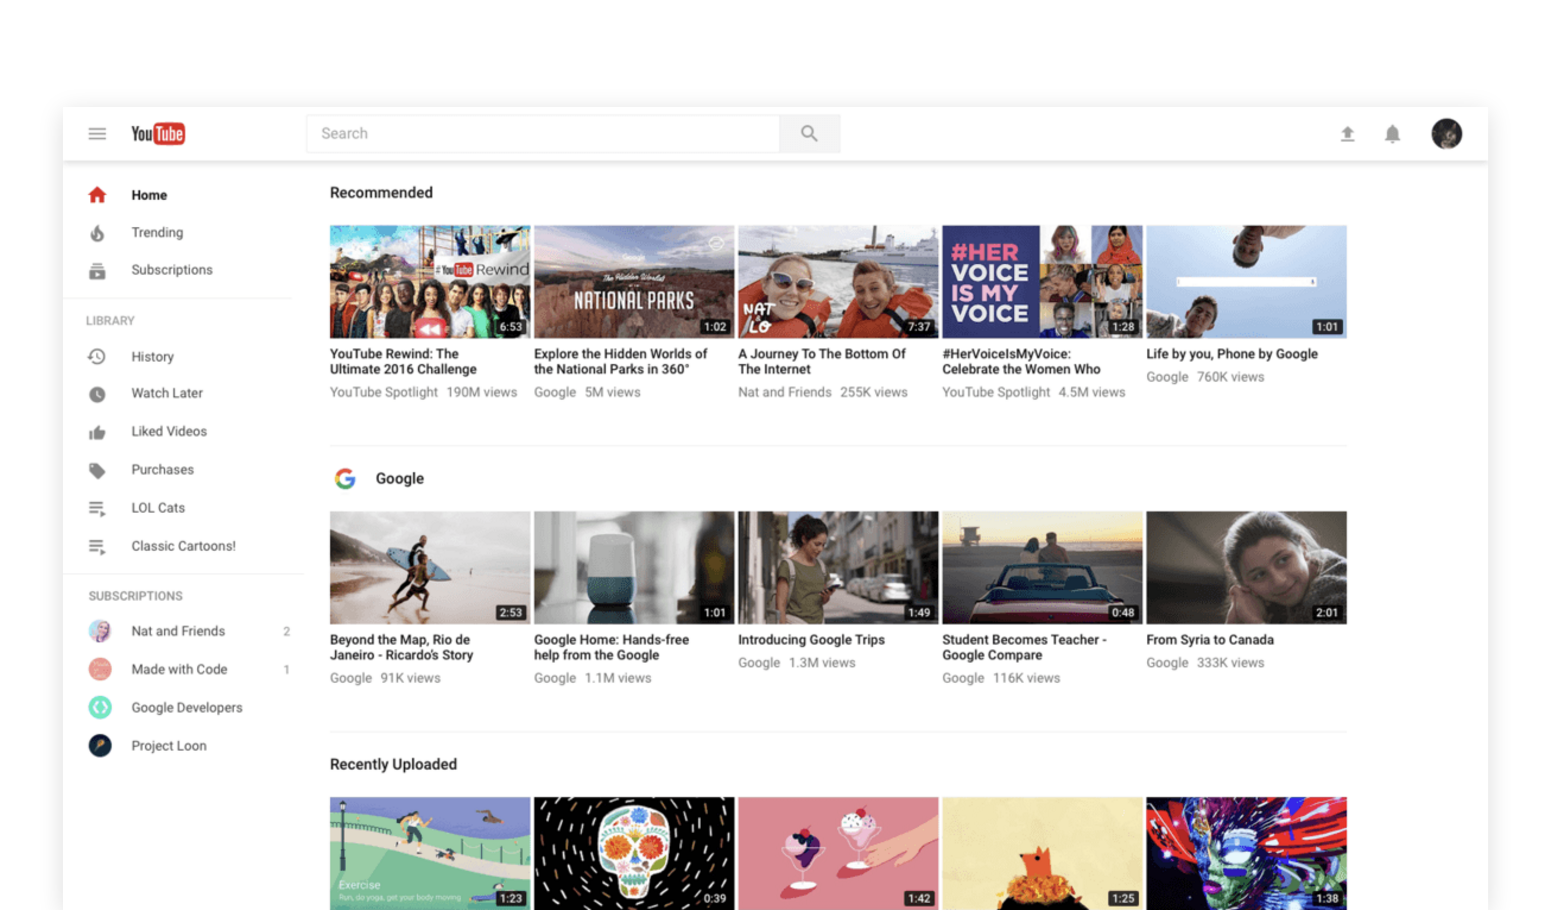 YouTube
Search
Home
Trending
Subscriptions
LIBRARY
History
Watch Later
Liked Videos
Purchases
LOL Cats
Classic Cartoons!
SUBSCRIPTIONS
Nat and Friends 2
Made with Code 1
Google Developers
Project Loon
Recommended
#YouTube Rewind
6:53
YouTube Rewind: The
Ultimate 2016 Challenge
YouTube Spotlight 190M views
Google
The Hidden Worlds
NATIONAL PARKS
1:02
Explore the Hidden Worlds of
the National Parks in 360°
Google 5M views
NAT
& LO
7:37
A Journey To The Bottom Of
The Internet
Nat and Friends 255K views
#HER
VOICE
IS MY
VOICE
1:28
#HerVoiceIsMyVoice:
Celebrate the Women Who
YouTube Spotlight 4.5M views
1:01
Life by you, Phone by Google
Google 760K views
Google
2:53
Beyond the Map, Rio de
Janeiro - Ricardo's Story
Google 91K views
1:01
Google Home: Hands-free
help from the Google
Google 1.1M views
1:49
Introducing Google Trips
Google 1.3M views
0:48
Student Becomes Teacher -
Google Compare
Google 116K views
2:01
From Syria to Canada
Google 333K views
Recently Uploaded
Exercise
Run, do yoga, get your body moving
1:23
0:39
1:42
1:25
1:38